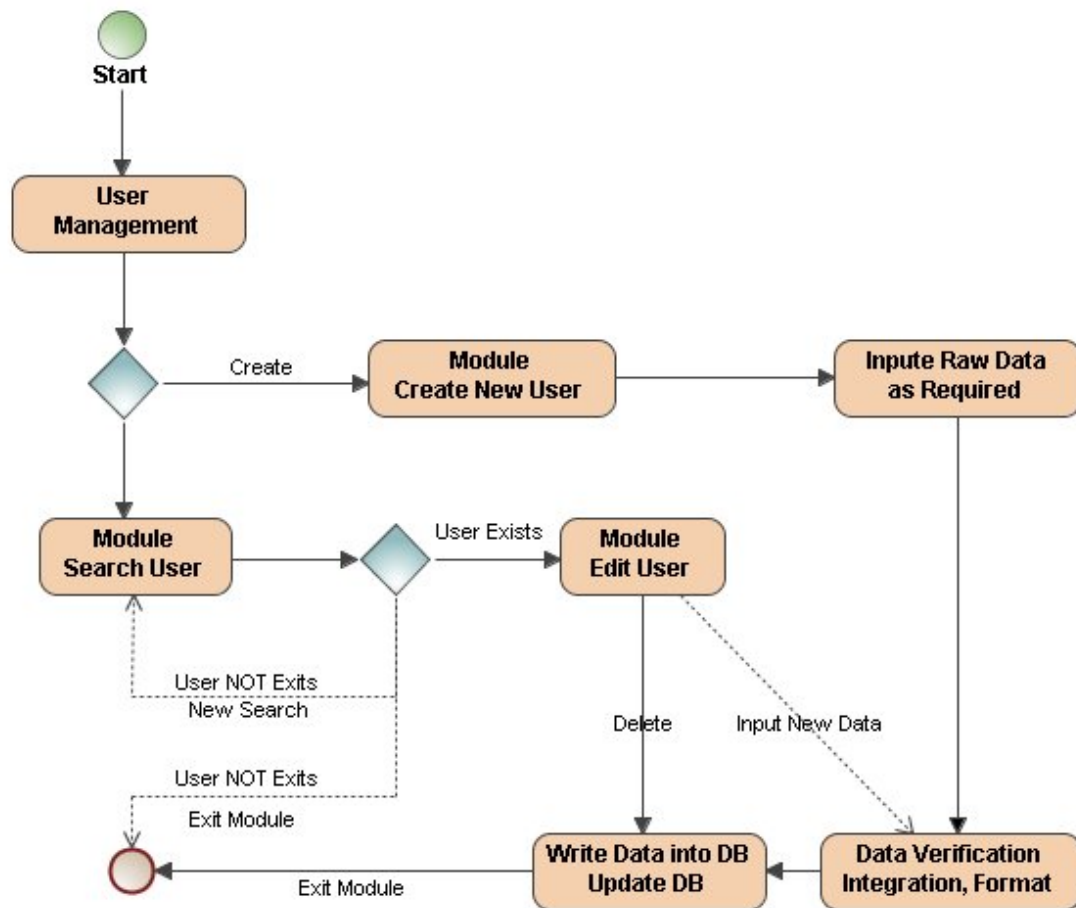 Start
User
Management
Create
Module
Create New User
Inpute Raw Data
as Required
Module
Search User
User Exists
Module
Edit User
User NOT Exits
New Search
Delete
Input New Data
User NOT Exits
Exit Module
Write Data into DB
Update DB
Data Verification
Integration, Format
Exit Module